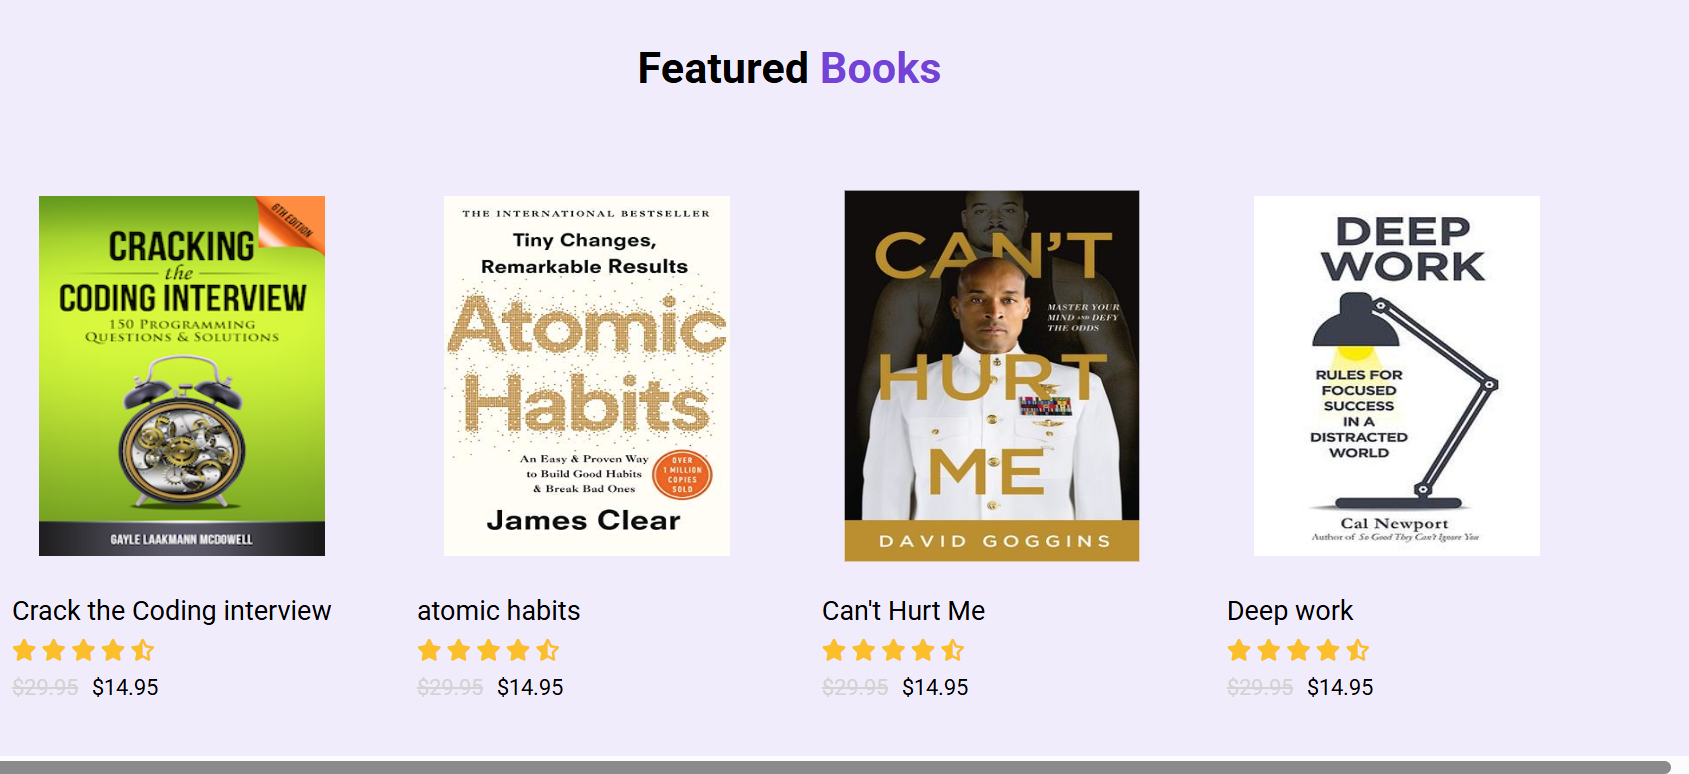 Featured Books
6TH EDITION
CRACKING
the
CODING INTERVIEW
150 PROGRAMMING
QUESTIONS & SOLUTIONS
GAYLE LAAKMANN MCDOWELL
THE INTERNATIONAL BESTSELLER
Tiny Changes,
Remarkable Results
Atomic
Habits
An Easy & Proven Way
to Build Good Habits
& Break Bad Ones
OVER
1 MILLION
COPIES
SOLD
James Clear
CAN'T
MASTER YOUR
MIND AND DEFY
THE ODDS
HURT
ME
DAVID GOGGINS
DEEP
WORK
RULES FOR
FOCUSED
SUCCESS
IN A
DISTRACTED
WORLD
Cal Newport
Author of So Good They Can't Ignore You
Crack the Coding interview
$29.95 $14.95
atomic habits
$29.95 $14.95
Can't Hurt Me
$29.95 $14.95
Deep work
$29.95 $14.95